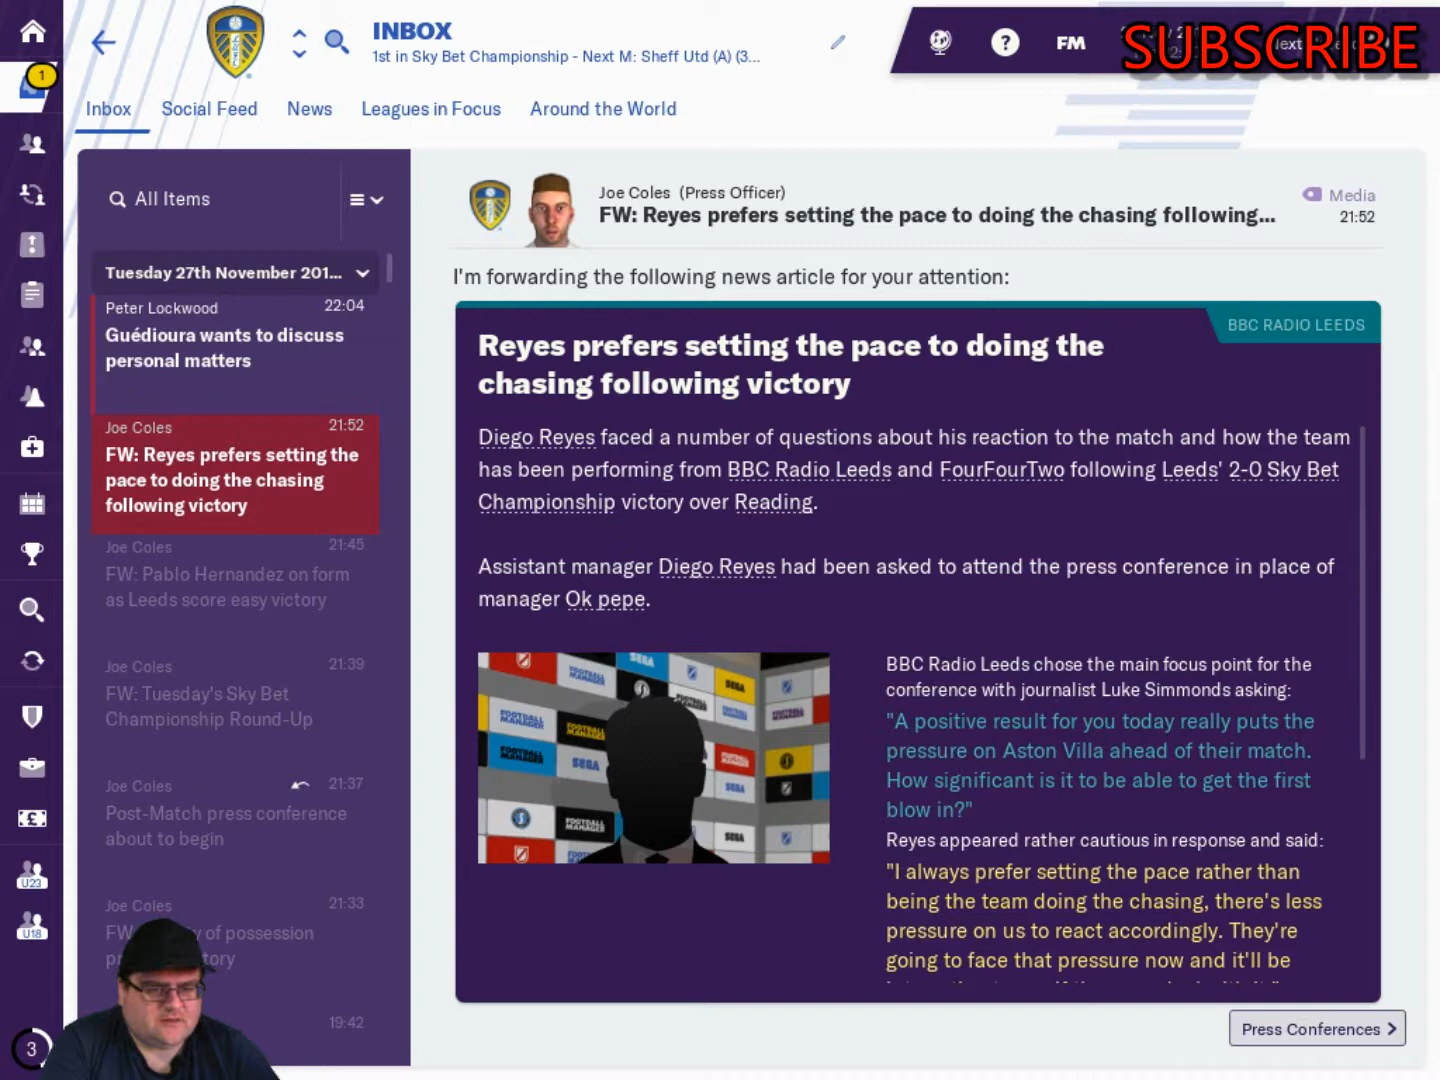 INBOX
1st in Sky Bet Championship - Next M: Sheff Utd (A) (3...
FM
SUBSCRIBE
1
Inbox
Social Feed
News
Leagues in Focus
Around the World
All Items
Tuesday 27th November 201...
Peter Lockwood
22:04
Guédioura wants to discuss
personal matters
Joe Coles
21:52
FW: Reyes prefers setting the
pace to doing the chasing
following victory
Joe Coles
21:45
FW: Pablo Hernandez on form
as Leeds score easy victory
Joe Coles
21:39
FW: Tuesday's Sky Bet
Championship Round-Up
Joe Coles
21:37
Post-Match press conference
about to begin
Joe Coles
21:33
of possession
19:42
U23
U18
3
Joe Coles (Press Officer)
FW: Reyes prefers setting the pace to doing the chasing following...
Media
21:52
I'm forwarding the following news article for your attention:
BBC RADIO LEEDS
Reyes prefers setting the pace to doing the
chasing following victory
Diego Reyes faced a number of questions about his reaction to the match and how the team
has been performing from BBC Radio Leeds and FourFourTwo following Leeds' 2-0 Sky Bet
Championship victory over Reading.
Assistant manager Diego Reyes had been asked to attend the press conference in place of
manager Ok pepe.
SEGA
FOOTBALL MANAGER
BBC Radio Leeds chose the main focus point for the
conference with journalist Luke Simmonds asking:
"A positive result for you today really puts the
pressure on Aston Villa ahead of their match.
How significant is it to be able to get the first
blow in?"
Reyes appeared rather cautious in response and said:
"I always prefer setting the pace rather than
being the team doing the chasing, there's less
pressure on us to react accordingly. They're
going to face that pressure now and it'll be
Press Conferences